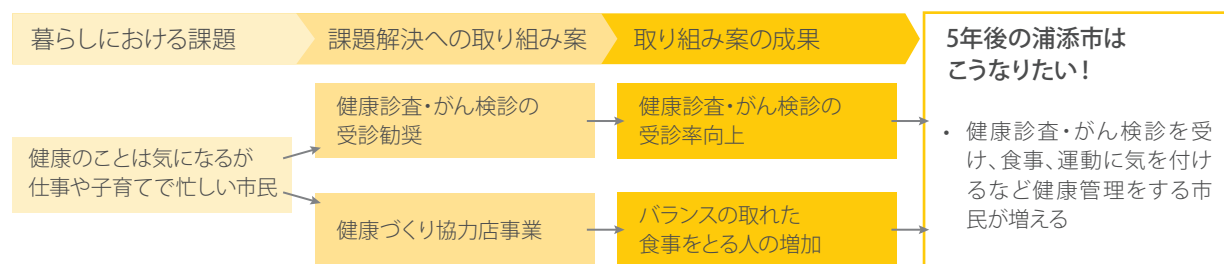 暮らしにおける課題
課題解決への取り組み案
取り組み案の成果
5年後の浦添市は
こうなりたい！
健康のことは気になるが
仕事や子育てで忙しい市民
健康診査・がん検診の
受診勧奨
健康診査・がん検診の
受診率向上
健康づくり協力店事業
バランスの取れた
食事をとる人の増加
• 健康診査・がん検診を受
け、食事、運動に気を付け
るなど健康管理をする市
民が増える